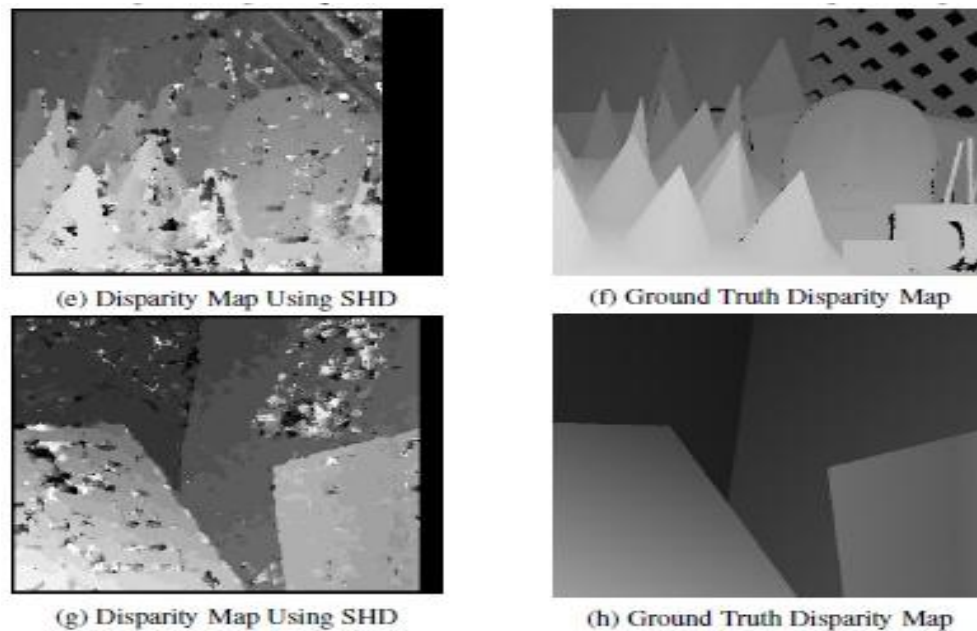 (e) Disparity Map Using SHD
(f) Ground Truth Disparity Map
(g) Disparity Map Using SHD
(h) Ground Truth Disparity Map